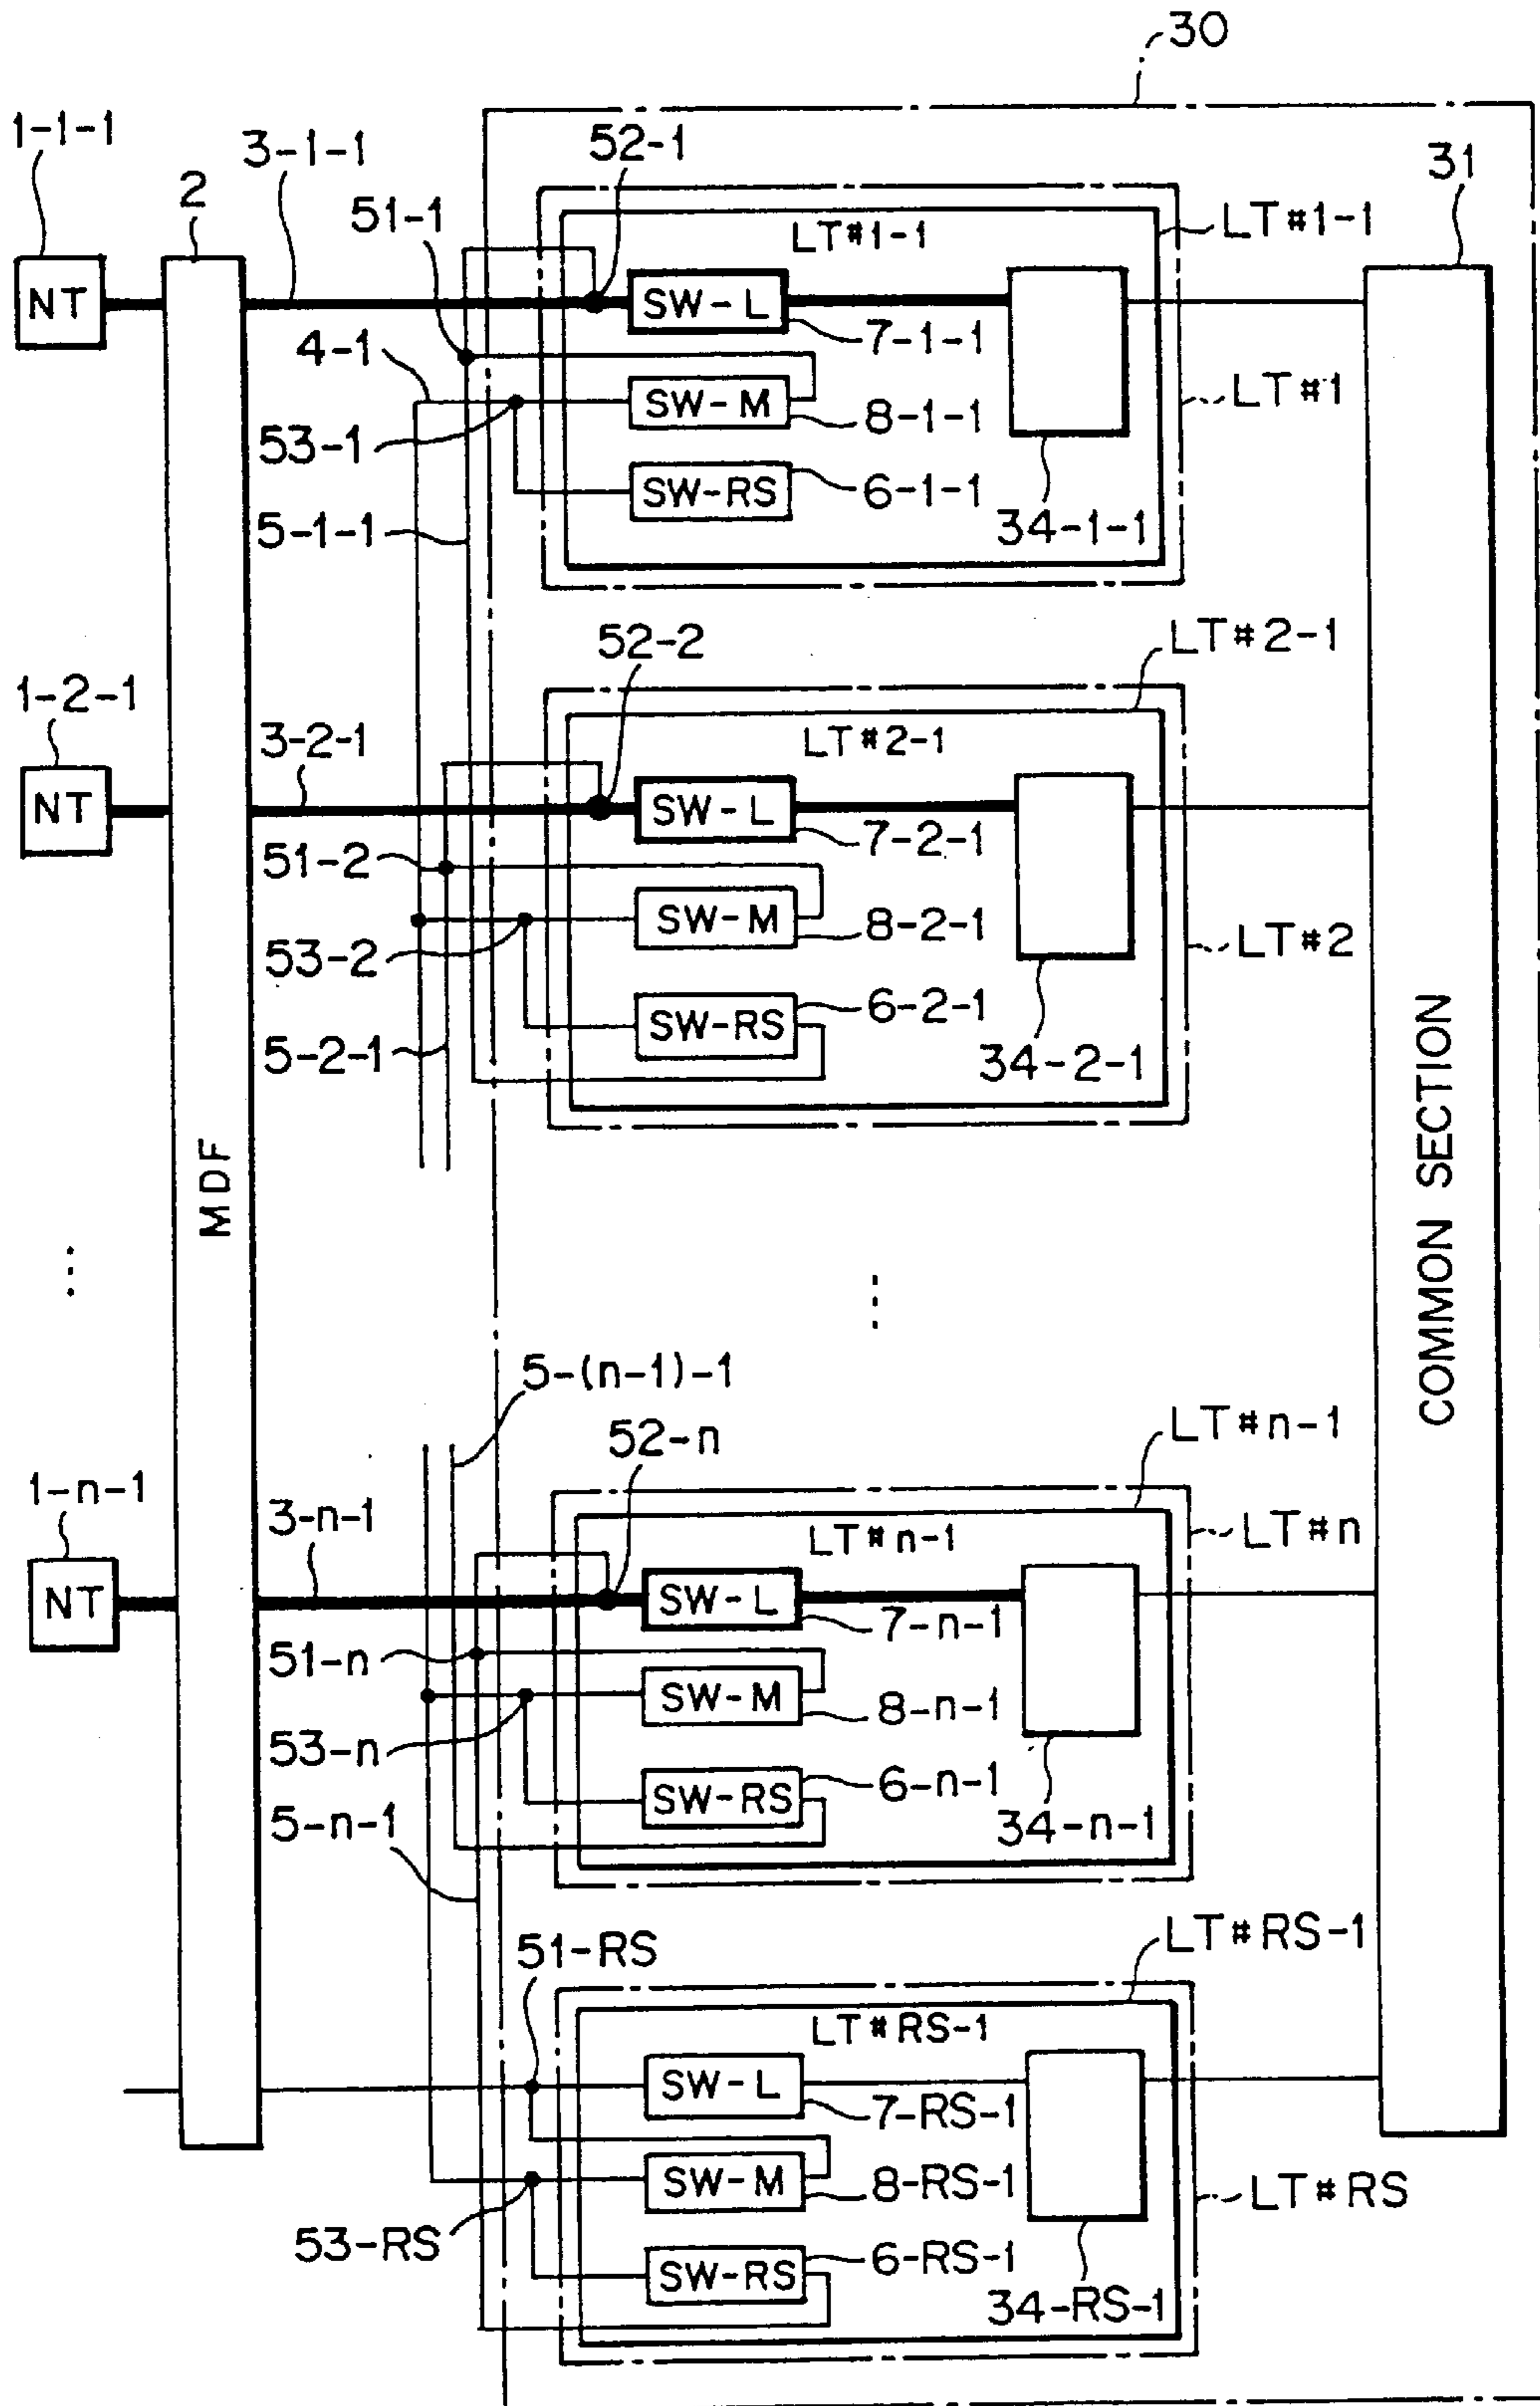 30
1-1-1
2
3-1-1
51-1
52-1
31
LT#1-1
LT#1-1
NT
SW-L
7-1-1
4-1
LT#1
SW-M
8-1-1
53-1
SW-RS
6-1-1
5-1-1
34-1-1
52-2
LT#2-1
1-2-1
3-2-1
LT#2-1
NT
SW-L
7-2-1
51-2
SW-M
8-2-1
LT#2
53-2
6-2-1
SW-RS
5-2-1
34-2-1
MDF
COMMON SECTION
5-(n-1)-1
52-n
LT#n-1
1-n-1
3-n-1
LT#n-1
LT#n
NT
SW-L
7-n-1
51-n
SW-M
8-n-1
53-n
6-n-1
SW-RS
5-n-1
34-n-1
51-RS
LT#RS-1
LT#RS-1
SW-L
7-RS-1
SW-M
8-RS-1
LT#RS
53-RS
6-RS-1
SW-RS
34-RS-1